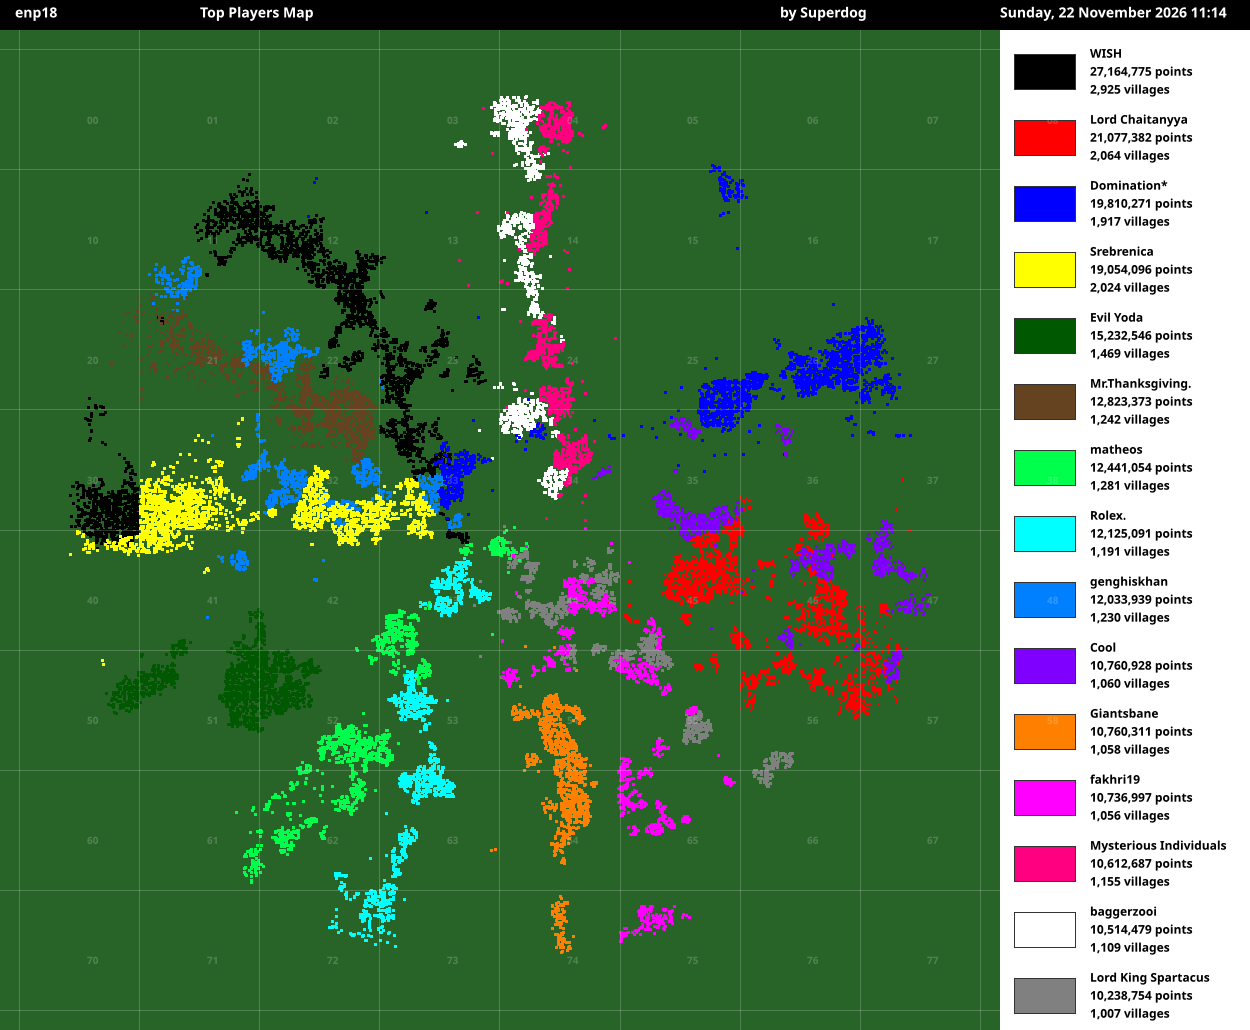 enp18 Top Players Map by Superdog Sunday, 22 November 2026 11:14
WISH
27,164,775 points
2,925 villages
Lord Chaitanyya
21,077,382 points
2,064 villages
Domination*
19,810,271 points
1,917 villages
Srebrenica
19,054,096 points
2,024 villages
Evil Yoda
15,232,546 points
1,469 villages
Mr.Thanksgiving.
12,823,373 points
1,242 villages
matheos
12,441,054 points
1,281 villages
Rolex.
12,125,091 points
1,191 villages
genghiskhan
12,033,939 points
1,230 villages
Cool
10,760,928 points
1,060 villages
Giantsbane
10,760,311 points
1,058 villages
fakhri19
10,736,997 points
1,056 villages
Mysterious Individuals
10,612,687 points
1,155 villages
baggerzooi
10,514,479 points
1,109 villages
Lord King Spartacus
10,238,754 points
1,007 villages
00 01 03 04 05 06 07
10 12 13 14 15 16 17
20 21 24 25 26 27
23
32 35 36 37
40 41 42 45 47 48
50 51 52 53 56 57 58
60 61 62 63 65 66 67
70 71 72 73 74 75 76 77